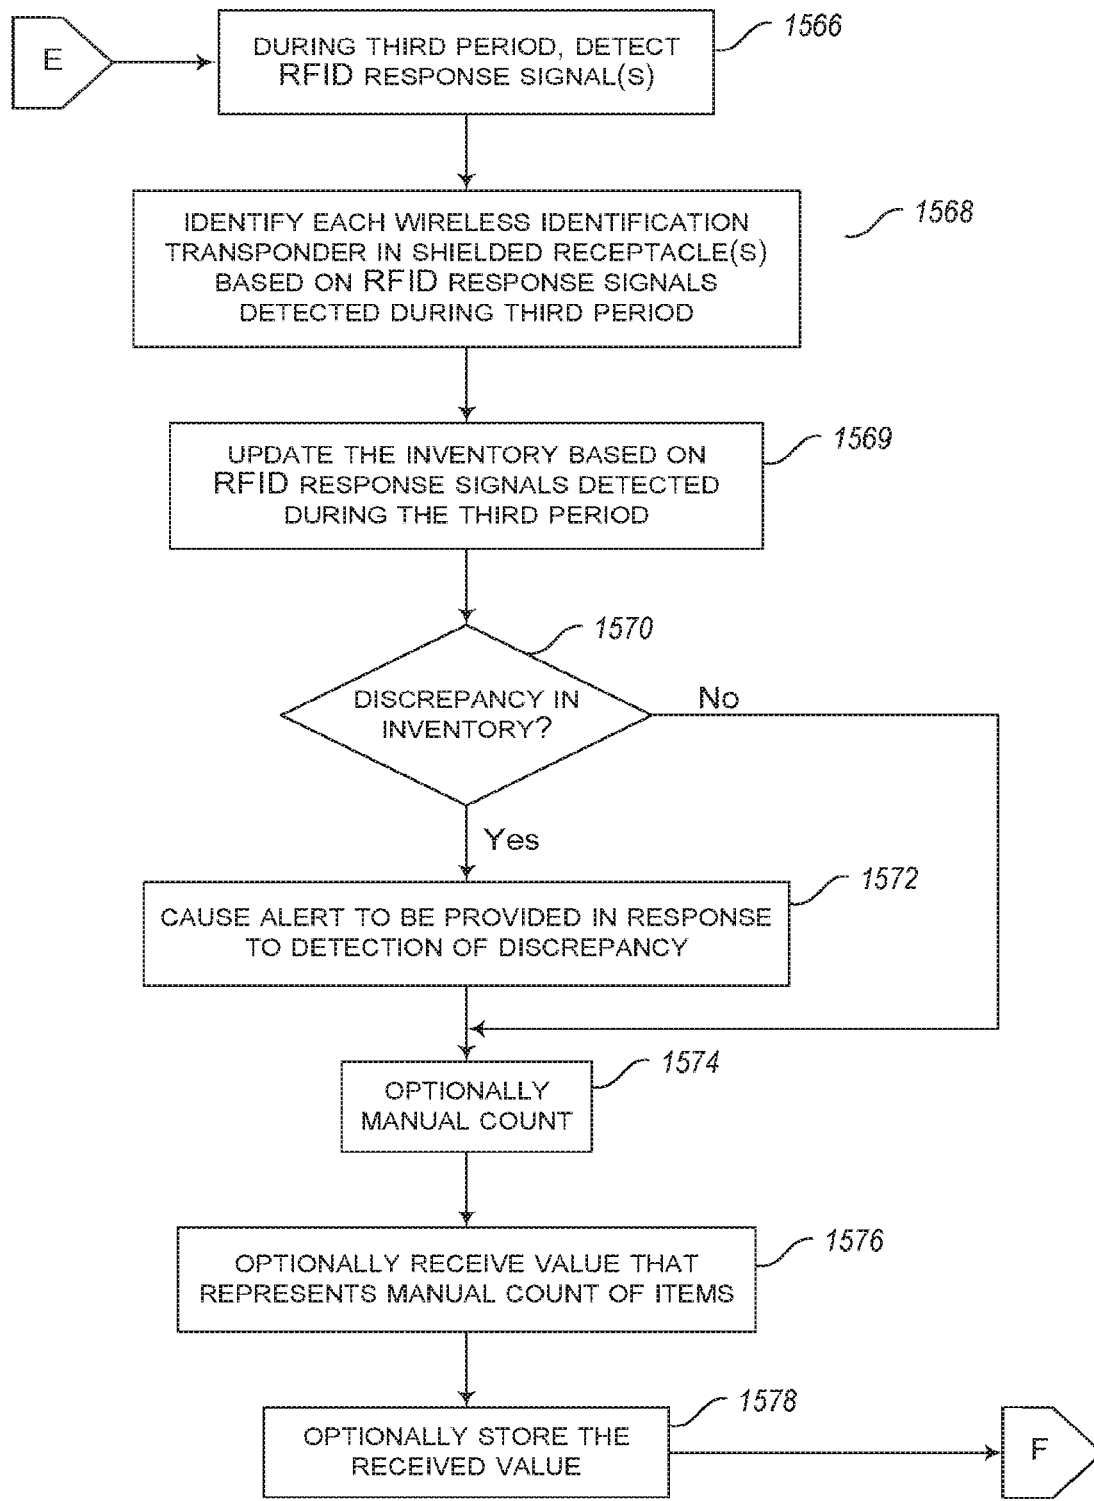 E
DURING THIRD PERIOD, DETECT
RFID RESPONSE SIGNAL(S)
1566
IDENTIFY EACH WIRELESS IDENTIFICATION
TRANSPONDER IN SHIELDED RECEPTACLE(S)
BASED ON RFID RESPONSE SIGNALS
DETECTED DURING THIRD PERIOD
1568
UPDATE THE INVENTORY BASED ON
RFID RESPONSE SIGNALS DETECTED
DURING THE THIRD PERIOD
1569
DISCREPANCY IN
INVENTORY?
1570
No
Yes
CAUSE ALERT TO BE PROVIDED IN RESPONSE
TO DETECTION OF DISCREPANCY
1572
OPTIONALLY
MANUAL COUNT
1574
OPTIONALLY RECEIVE VALUE THAT
REPRESENTS MANUAL COUNT OF ITEMS
1576
OPTIONALLY STORE THE
RECEIVED VALUE
1578
F